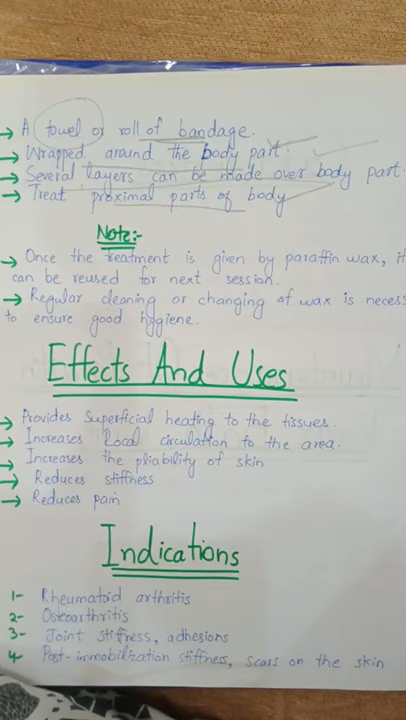 → A towel or roll of bandage.
→ Wrapped around the body part.
→ Several layers can be made over body part.
→ Treat proximal parts of body
Note:-
→ Once the treatment is given by paraffin wax, it
can be reused for next session.
→ Regular cleaning or changing of wax is necess
to ensure good hygiene.
Effects And Uses
→ Provides Superficial heating to the tissues.
→ Increases Local circulation to the area.
→ Increases the pliability of skin
→ Reduces stiffness
→ Reduces pain
Indications
1- Rheumatoid arthritis
2- Osteoarthritis
3- Joint stiffness, adhesions
4- Post-immobilization stiffness, scars on the skin